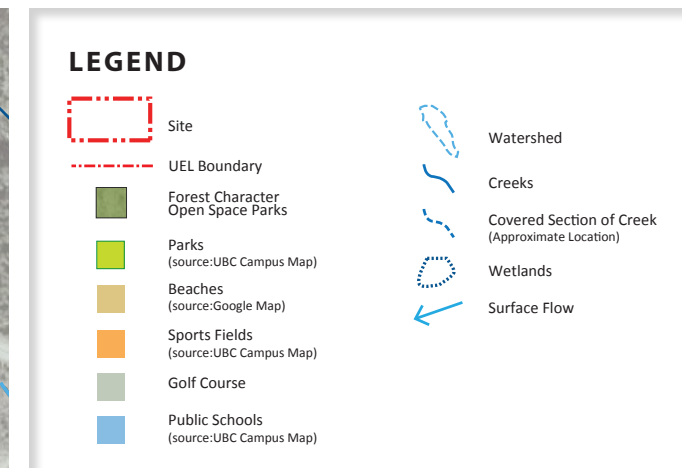 LEGEND
Site
UEL Boundary
Forest Character
Open Space Parks
Parks
(source:UBC Campus Map)
Beaches
(source:Google Map)
Sports Fields
(source:UBC Campus Map)
Golf Course
Public Schools
(source:UBC Campus Map)
Watershed
Creeks
Covered Section of Creek
(Approximate Location)
Wetlands
Surface Flow